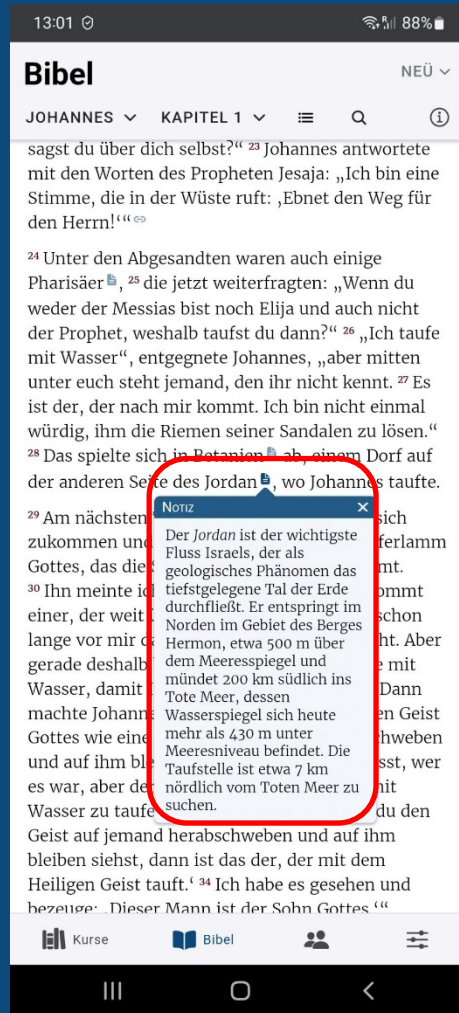 13:01 88%
Bibel NEÜ
JOHANNES KAPITEL 1
sagst du über dich selbst?“ 23 Johannes antwortete
mit den Worten des Propheten Jesaja: „Ich bin eine
Stimme, die in der Wüste ruft: ‚Ebnet den Weg für
den Herrn!‘“
24 Unter den Abgesandten waren auch einige
Pharisäer, 25 die jetzt weiterfragten: „Wenn du
weder der Messias bist noch Elija und auch nicht
der Prophet, weshalb taufst du dann?“ 26 „Ich taufe
mit Wasser“, entgegnete Johannes, „aber mitten
unter euch steht jemand, den ihr nicht kennt. 27 Es
ist der, der nach mir kommt. Ich bin nicht einmal
würdig, ihm die Riemen seiner Sandalen zu lösen.“
28 Das spielte sich in Betanien ab, einem Dorf auf
der anderen Seite des Jordan, wo Johannes taufte.
29 Am nächsten sich
zukommen und ferlamm
Gottes, das die mt.
30 Ihn meinte ommt
einer, der weit schon
lange vor mir ht. Aber
gerade deshalb e mit
Wasser, damit Dann
machte Johann en Geist
Gottes wie eine chweben
und auf ihm sst, wer
es war, aber mit
Wasser zu taufe du den
Geist auf jemand herabschweben und auf ihm
bleiben siehst, dann ist das der, der mit dem
Heiligen Geist tauft.‘ 34 Ich habe es gesehen und
bezeuge: ‚Dieser Mann ist der Sohn Gottes.‘“
NOTIZ
Der Jordan ist der wichtigste
Fluss Israels, der als
geologisches Phänomen das
tiefstgelegene Tal der Erde
durchfließt. Er entspringt im
Norden im Gebiet des Berges
Hermon, etwa 500 m über
dem Meeresspiegel und
mündet 200 km südlich ins
Tote Meer, dessen
Wasserspiegel sich heute
mehr als 430 m unter
Meeresniveau befindet. Die
Taufstelle ist etwa 7 km
nördlich vom Toten Meer zu
suchen.
Kurse Bibel